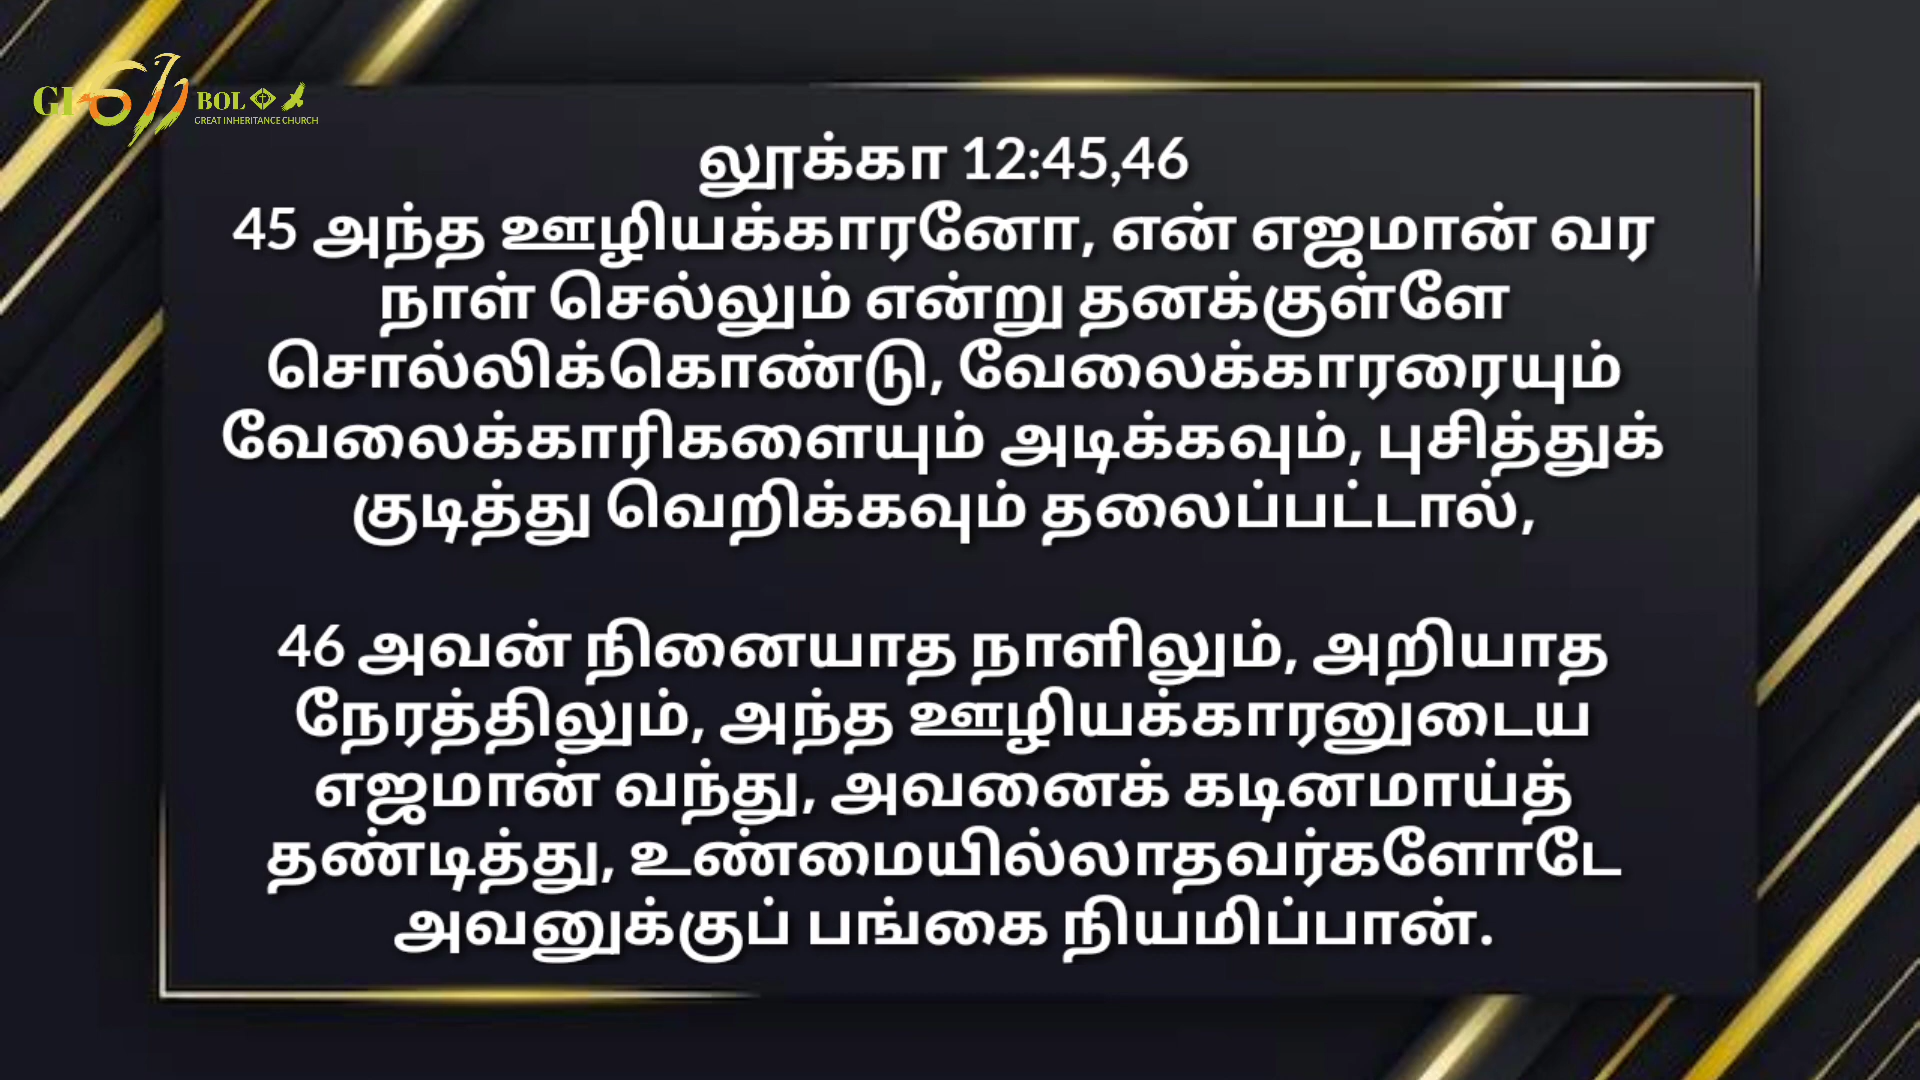 GI
BOL
GREAT INHERITANCE CHURCH
லூக்கா 12:45,46
45 அந்த ஊழியக்காரனோ, என் எஜமான் வர
நாள் செல்லும் என்று தனக்குள்ளே
சொல்லிக்கொண்டு, வேலைக்காரரையும்
வேலைக்காரிகளையும் அடிக்கவும், புசித்துக்
குடித்து வெறிக்கவும் தலைப்பட்டால்,
46 அவன் நினையாத நாளிலும், அறியாத
நேரத்திலும், அந்த ஊழியக்காரனுடைய
எஜமான் வந்து, அவனைக் கடினமாய்த்
தண்டித்து, உண்மையில்லாதவர்களோடே
அவனுக்குப் பங்கை நியமிப்பான்.